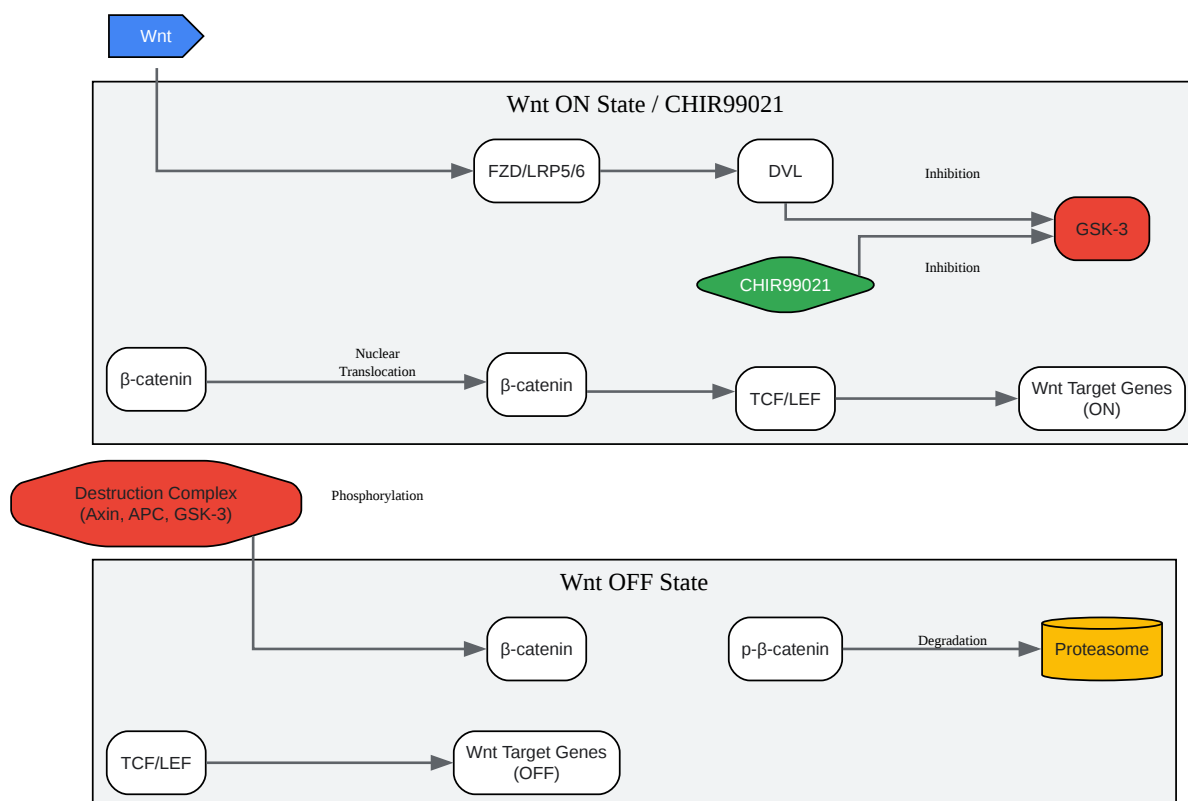 Wnt
Wnt ON State / CHIR99021
FZD/LRP5/6
DVL
Inhibition
GSK-3
Inhibition
CHIR99021
β-catenin
Nuclear
Translocation
β-catenin
TCF/LEF
Wnt Target Genes
(ON)
Destruction Complex
(Axin, APC, GSK-3)
Phosphorylation
Wnt OFF State
β-catenin
p-β-catenin
Degradation
Proteasome
TCF/LEF
Wnt Target Genes
(OFF)